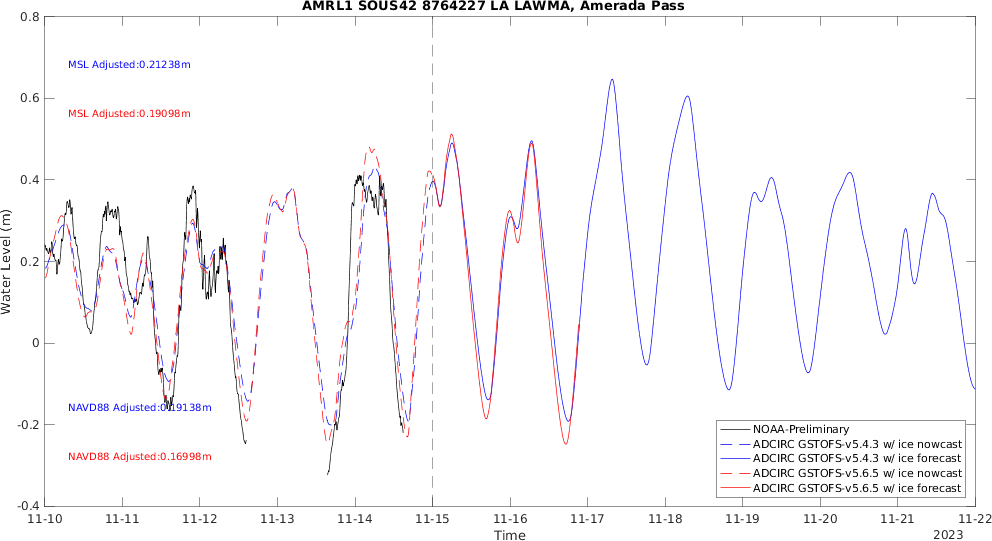 AMRL1 SOUS42 8764227 LA LAWMA, Amerada Pass
0.8
0.6
0.4
0.2
0
-0.2
-0.4
Water Level (m)
MSL Adjusted:0.21238m
MSL Adjusted:0.19098m
NAVD88 Adjusted:0.19138m
NAVD88 Adjusted:0.16998m
NOAA-Preliminary
ADCIRC GSTOFS-v5.4.3 w/ ice nowcast
ADCIRC GSTOFS-v5.4.3 w/ ice forecast
ADCIRC GSTOFS-v5.6.5 w/ ice nowcast
ADCIRC GSTOFS-v5.6.5 w/ ice forecast
11-10 11-11 11-12 11-13 11-14 11-15 11-16 11-17 11-18 11-19 11-20 11-21 11-22
Time
2023